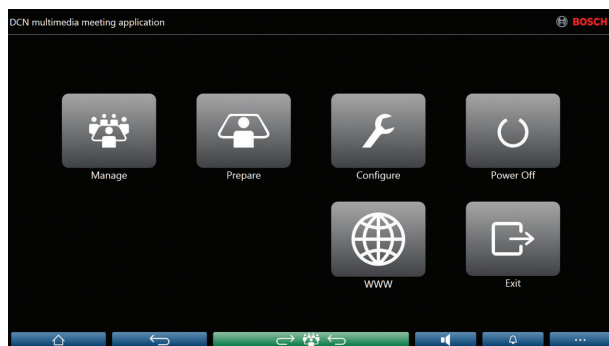 DCN multimedia meeting application
BOSCH
Manage
Prepare
Configure
Power Off
WWW
Exit